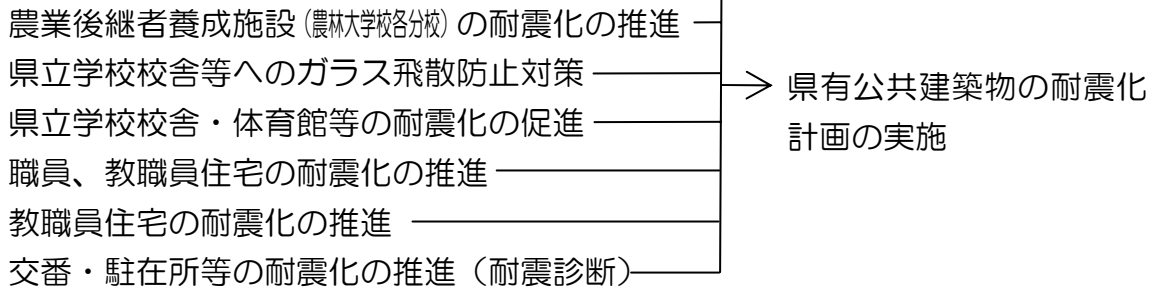 農業後継者養成施設(農林大学校各分校)の耐震化の推進
県立学校校舎等へのガラス飛散防止対策
県立学校校舎・体育館等の耐震化の促進
職員、教職員住宅の耐震化の推進
教職員住宅の耐震化の推進
交番・駐在所等の耐震化の推進(耐震診断)
県有公共建築物の耐震化
計画の実施